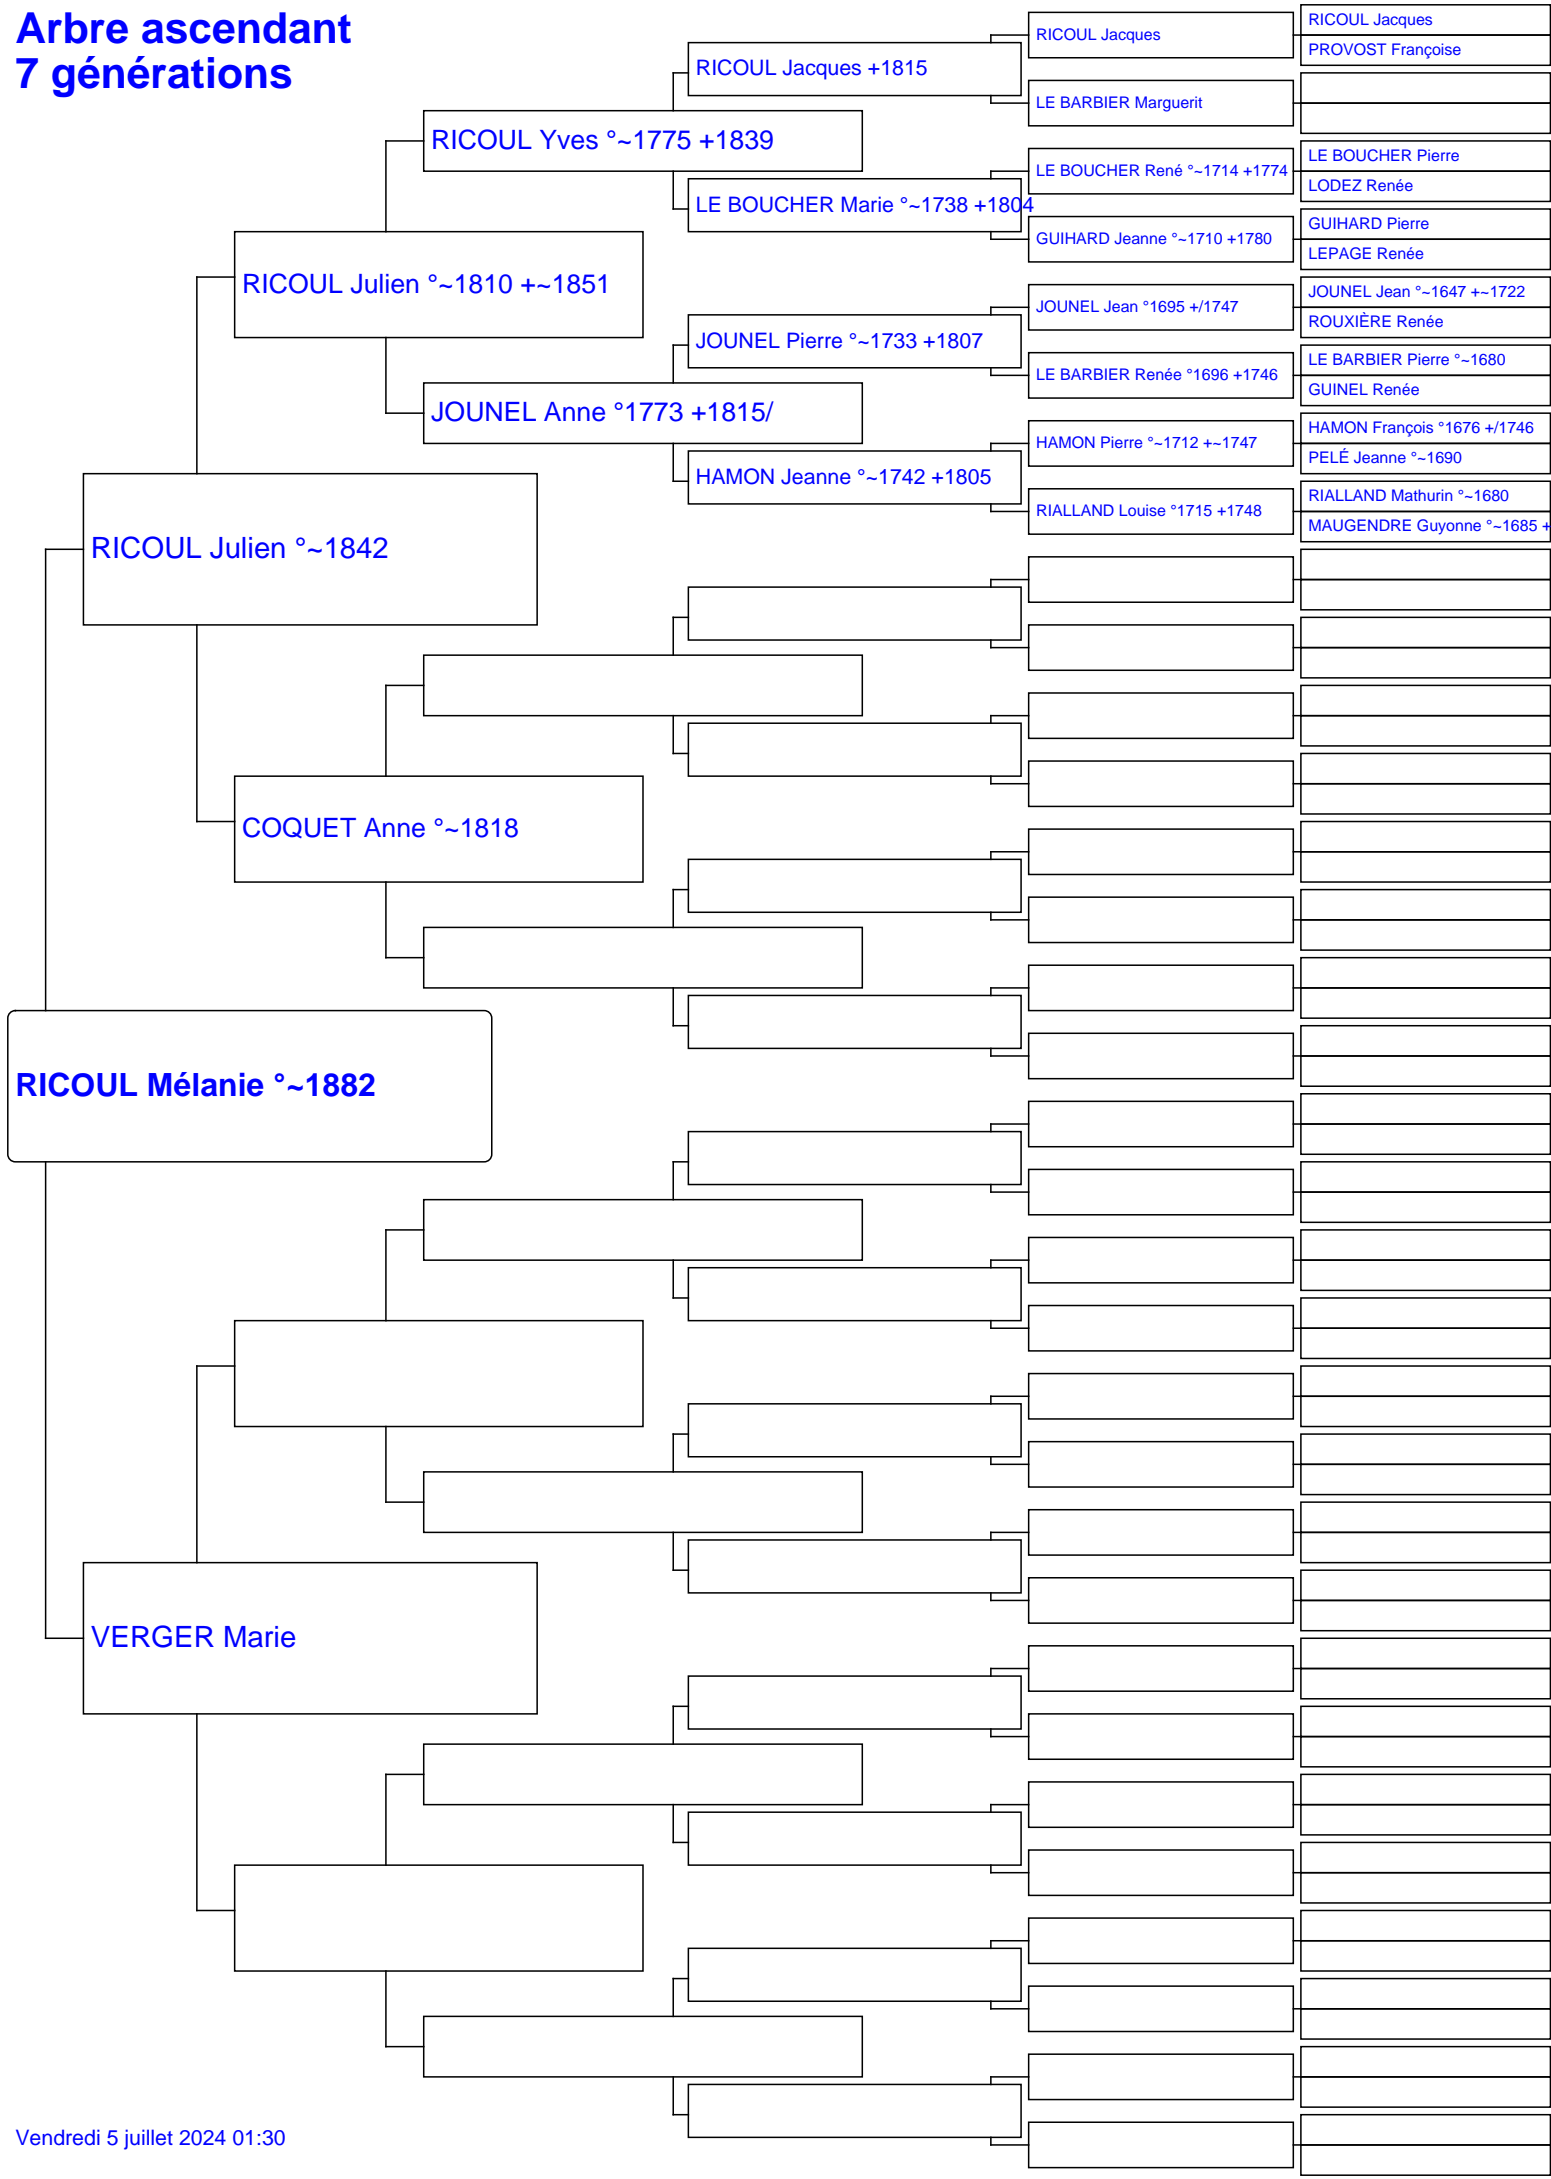 Arbre ascendant
7 générations
RICOUL Jacques
PROVOST Françoise
RICOUL Jacques
RICOUL Jacques +1815
LE BARBIER Marguerit
RICOUL Yves °~1775 +1839
LE BOUCHER Pierre
LE BOUCHER René °~1714 +1774
LODEZ Renée
LE BOUCHER Marie °~1738 +1804
GUIHARD Pierre
GUIHARD Jeanne °~1710 +1780
LEPAGE Renée
RICOUL Julien °~1810 +~1851
JOUNEL Jean °~1647 +~1722
JOUNEL Jean °1695 +/1747
ROUXIÈRE Renée
JOUNEL Pierre °~1733 +1807
LE BARBIER Pierre °~1680
LE BARBIER Renée °1696 +1746
GUINEL Renée
JOUNEL Anne °1773 +1815/
HAMON François °1676 +/1746
HAMON Pierre °~1712 +~1747
PELÉ Jeanne °~1690
HAMON Jeanne °~1742 +1805
RIALLAND Mathurin °~1680
RIALLAND Louise °1715 +1748
MAUGENDRE Guyonne °~1685 +
RICOUL Julien °~1842
COQUET Anne °~1818
RICOUL Mélanie °~1882
VERGER Marie
Vendredi 5 juillet 2024 01:30